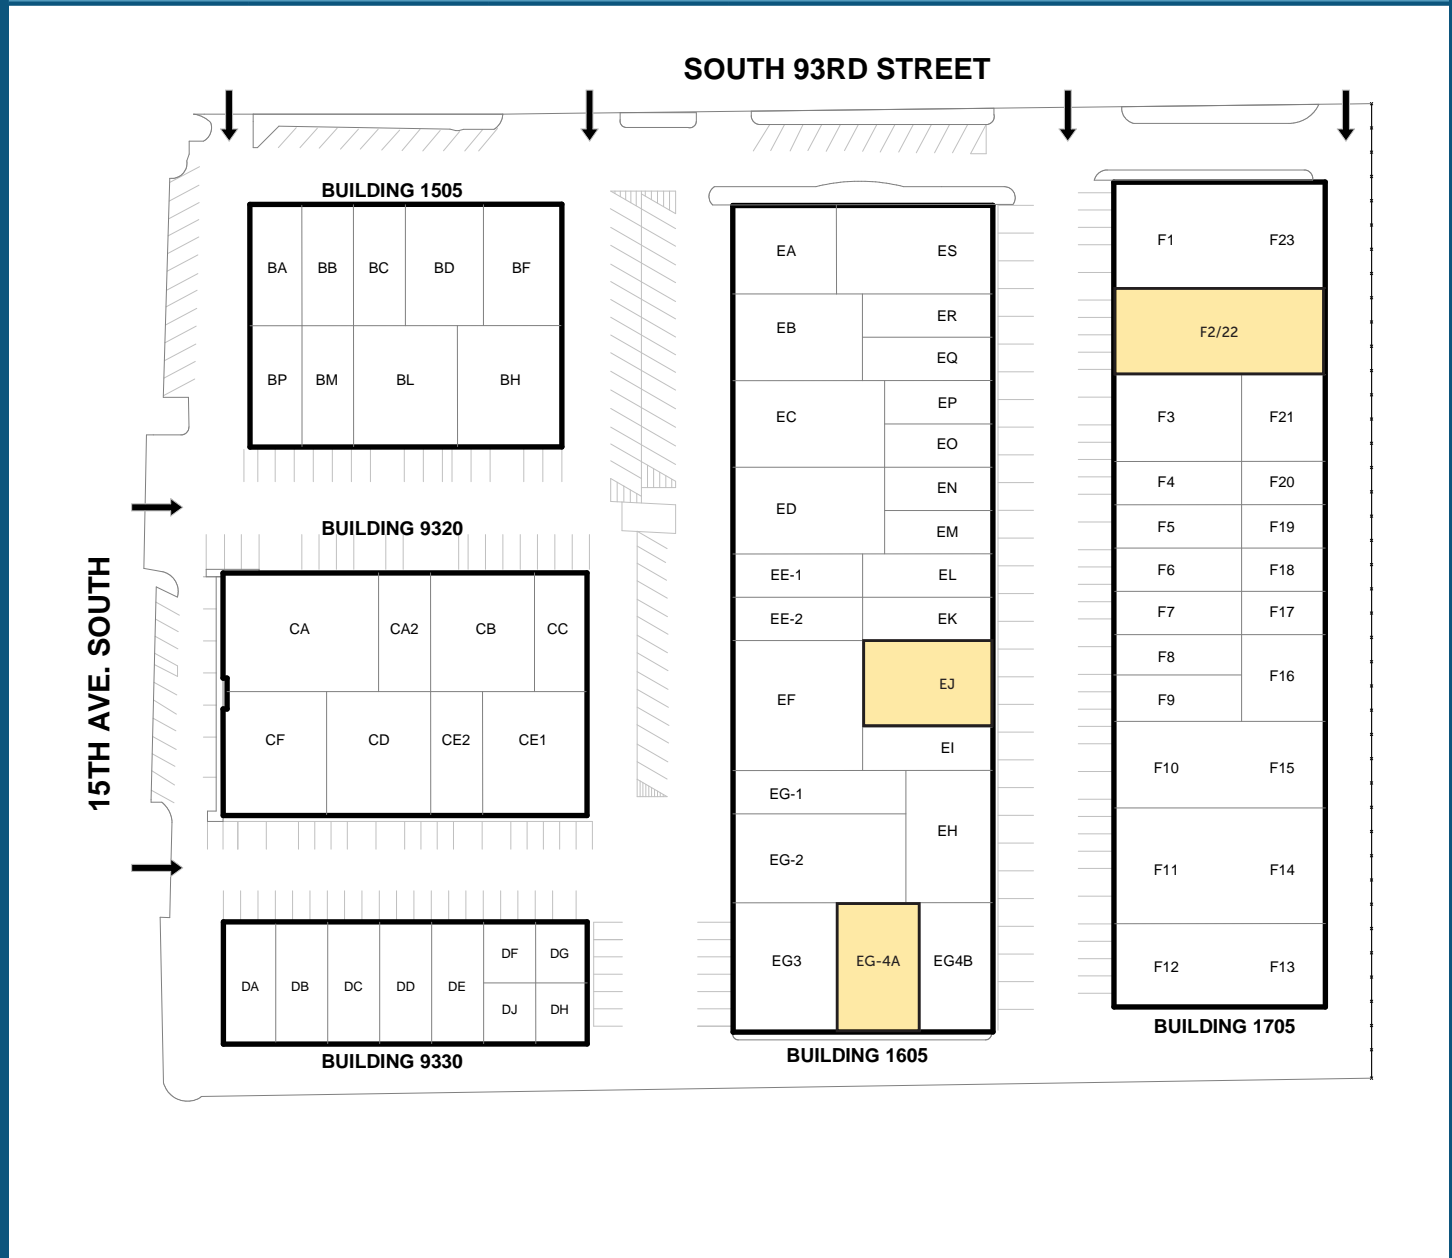 SOUTH 93RD STREET
15TH AVE. SOUTH
BUILDING 1505
BA BB BC BD BF
BP BM BL BH
BUILDING 9320
CA CA2 CB CC
CF CD CE2 CE1
DA DB DC DD DE DF DG
DJ DH
BUILDING 9330
EA ES
EB ER
EQ
EC EP
EO
ED EN
EM
EE-1 EL
EE-2 EK
EF EJ
EI
EG-1
EH
EG-2
EG3 EG-4A EG4B
BUILDING 1605
F1 F23
F2/22
F3 F21
F4 F20
F5 F19
F6 F18
F7 F17
F8
F16
F9
F10 F15
F11 F14
F12 F13
BUILDING 1705